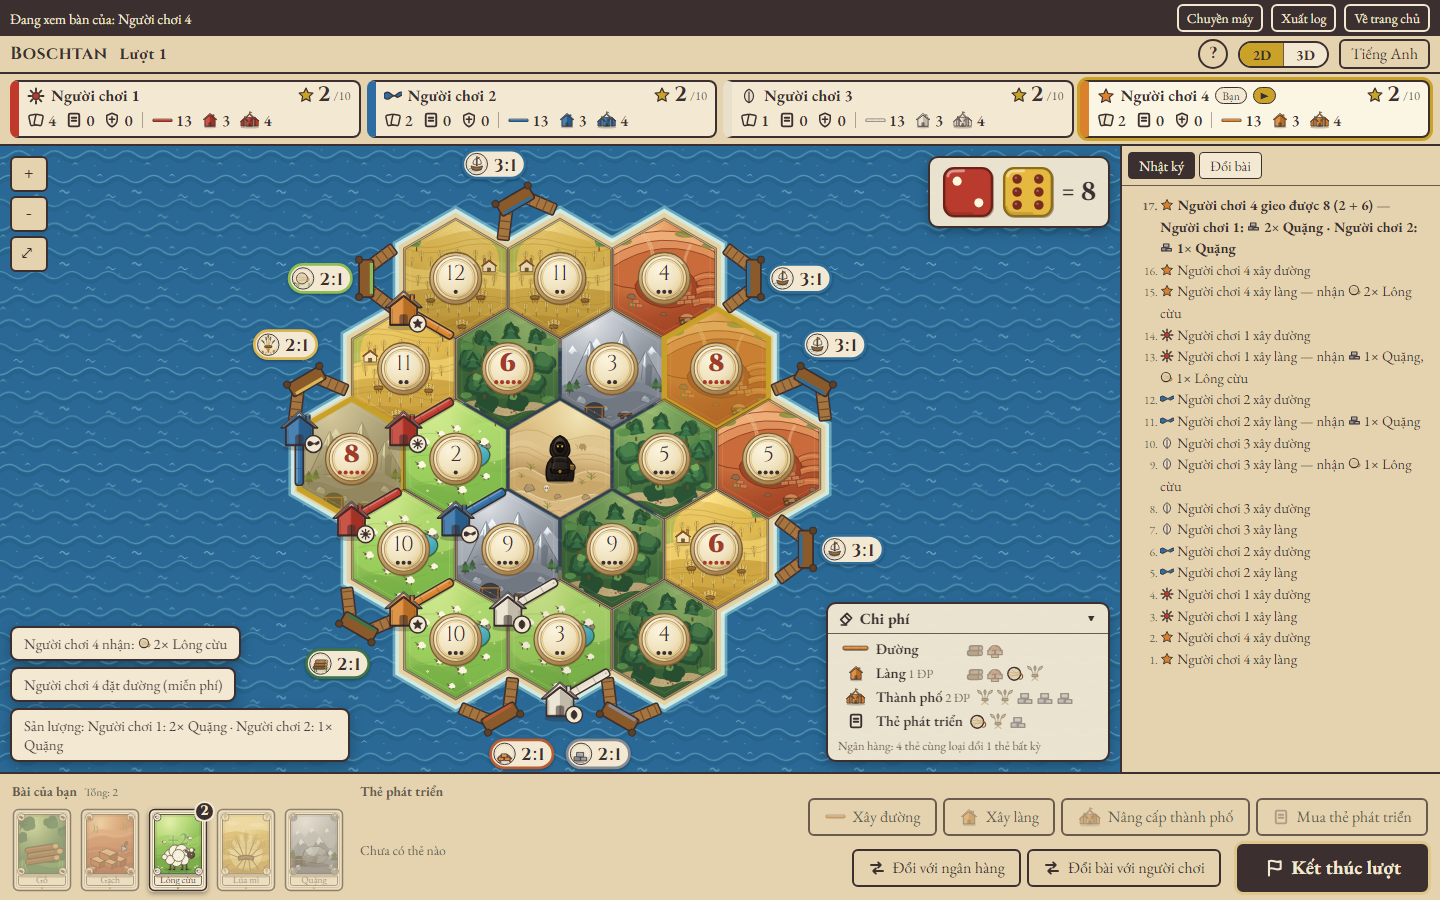 Đang xem bàn của: Người chơi 4
Chuyền máy
Xuất log
Về trang chủ
BOSCHTAN Lượt 1
?
2D
3D
Tiếng Anh
Người chơi 1
2 /10
4 0 0 13 3 4
Người chơi 2
2 /10
2 0 0 13 3 4
Người chơi 3
2 /10
1 0 0 13 3 4
Người chơi 4 Bạn
2 /10
2 0 0 13 3 4
+
-
3:1
= 8
2:1
12
11
4
3:1
2:1
11
6
3
8
3:1
8
2
5
5
10
9
9
6
3:1
10
3
4
2:1
2:1
2:1
Người chơi 4 nhận: 2× Lông cừu
Người chơi 4 đặt đường (miễn phí)
Sản lượng: Người chơi 1: 2× Quặng · Người chơi 2: 1×
Quặng
Chi phí
Đường
Làng 1 ĐP
Thành phố 2 ĐP
Thẻ phát triển
Ngân hàng: 4 thẻ cùng loại đổi 1 thẻ bất kỳ
Nhật ký
Đổi bài
17. Người chơi 4 gieo được 8 (2 + 6) —
Người chơi 1: 2× Quặng · Người chơi 2:
1× Quặng
16. Người chơi 4 xây đường
15. Người chơi 4 xây làng — nhận 2× Lông
cừu
14. Người chơi 1 xây đường
13. Người chơi 1 xây làng — nhận 1× Quặng,
1× Lông cừu
12. Người chơi 2 xây đường
11. Người chơi 2 xây làng — nhận 1× Quặng
10. Người chơi 3 xây đường
9. Người chơi 3 xây làng — nhận 1× Lông
cừu
8. Người chơi 3 xây đường
7. Người chơi 3 xây làng
6. Người chơi 2 xây đường
5. Người chơi 2 xây làng
4. Người chơi 1 xây đường
3. Người chơi 1 xây làng
2. Người chơi 4 xây đường
1. Người chơi 4 xây làng
Bài của bạn Tổng: 2
2
Gỗ
Gạch
Lông cừu
Lúa mì
Quặng
Thẻ phát triển
Chưa có thẻ nào
Xây đường
Xây làng
Nâng cấp thành phố
Mua thẻ phát triển
Đổi với ngân hàng
Đổi bài với người chơi
Kết thúc lượt